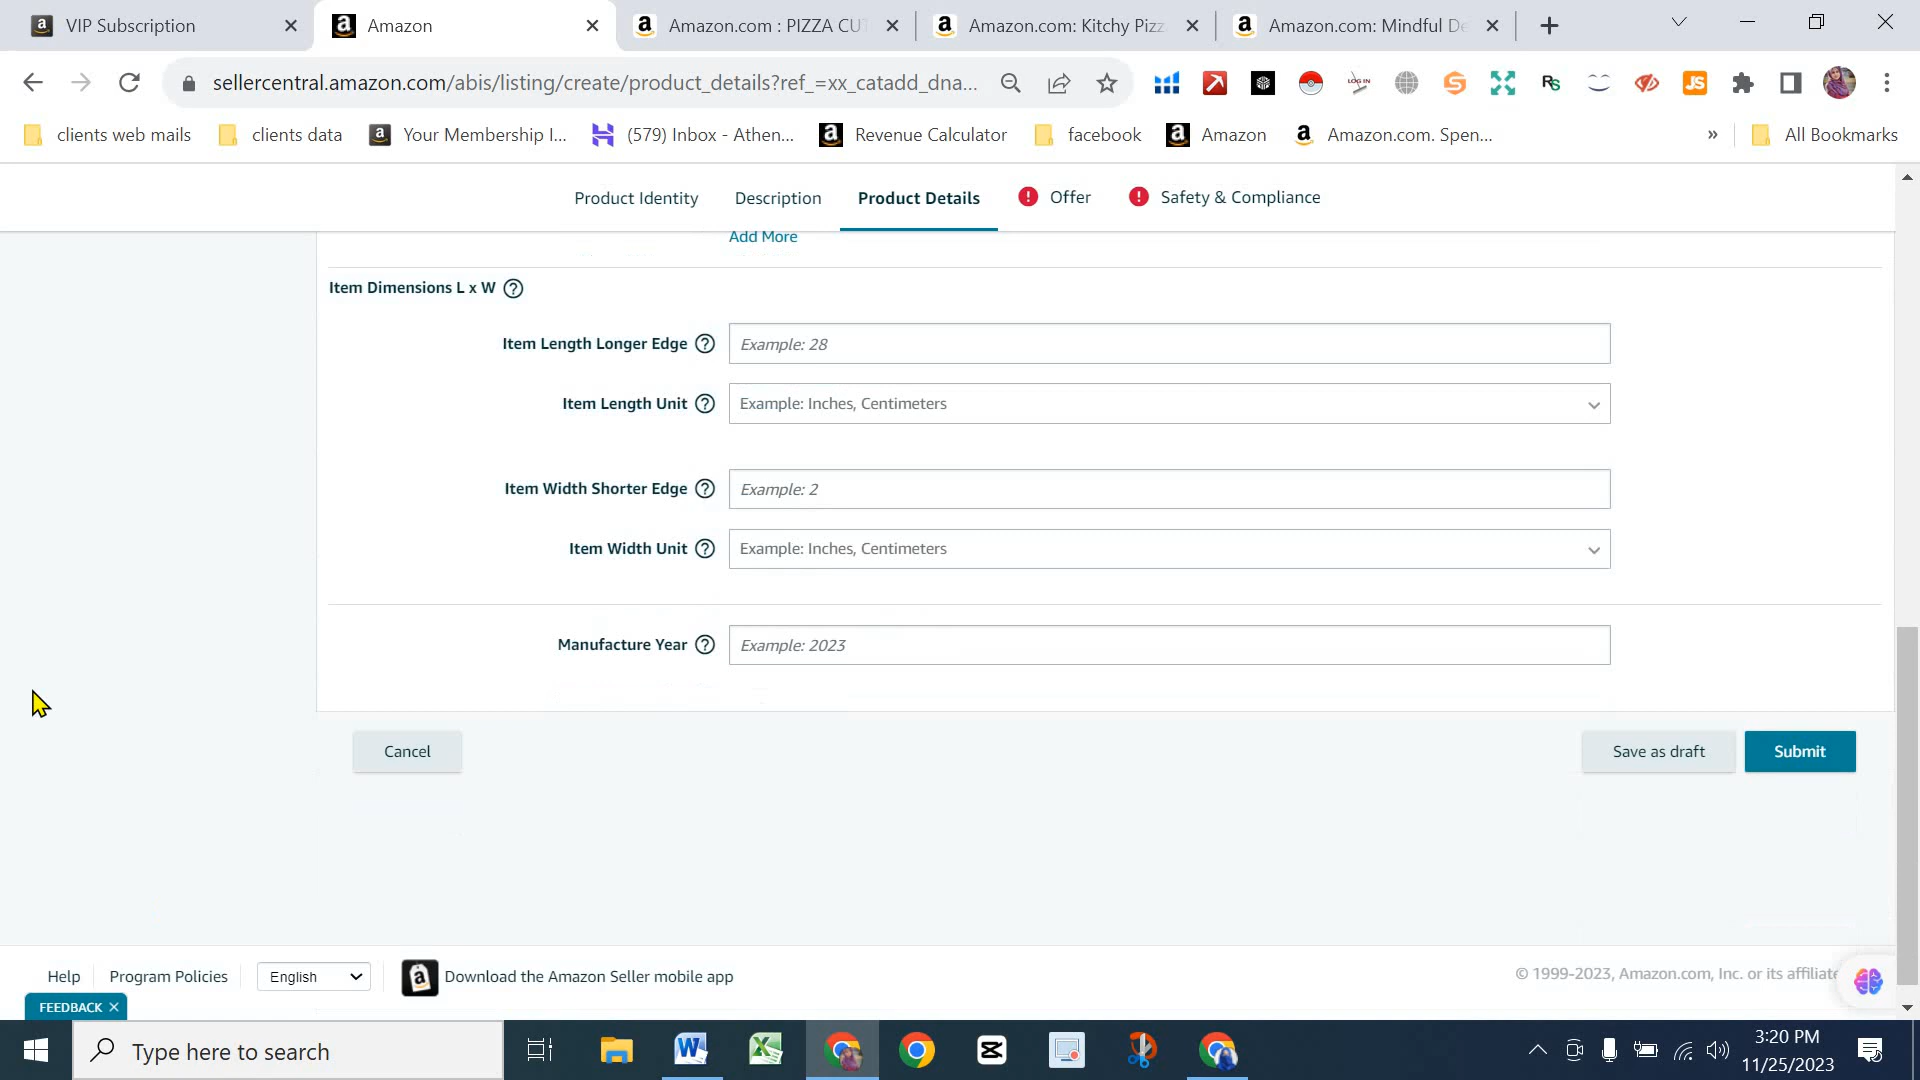 VIP Subscription
Amazon
Amazon.com : PIZZA CUT
Amazon.com: Kitchy Pizz
Amazon.com: Mindful De
sellercentral.amazon.com/abis/listing/create/product_details?ref_=xx_catadd_dna...
LOG IN
RS
JS
clients web mails
clients data
Your Membership I...
(579) Inbox - Athen...
Revenue Calculator
facebook
Amazon
Amazon.com. Spen...
»
All Bookmarks
Product Identity
Description
Product Details
Offer
Safety & Compliance
Add More
Item Dimensions L x W
Item Length Longer Edge
Example: 28
Item Length Unit
Example: Inches, Centimeters
Item Width Shorter Edge
Example: 2
Item Width Unit
Example: Inches, Centimeters
Manufacture Year
Example: 2023
Cancel
Save as draft
Submit
Help
Program Policies
English
Download the Amazon Seller mobile app
© 1999-2023, Amazon.com, Inc. or its affiliate
FEEDBACK
Type here to search
3:20 PM
11/25/2023